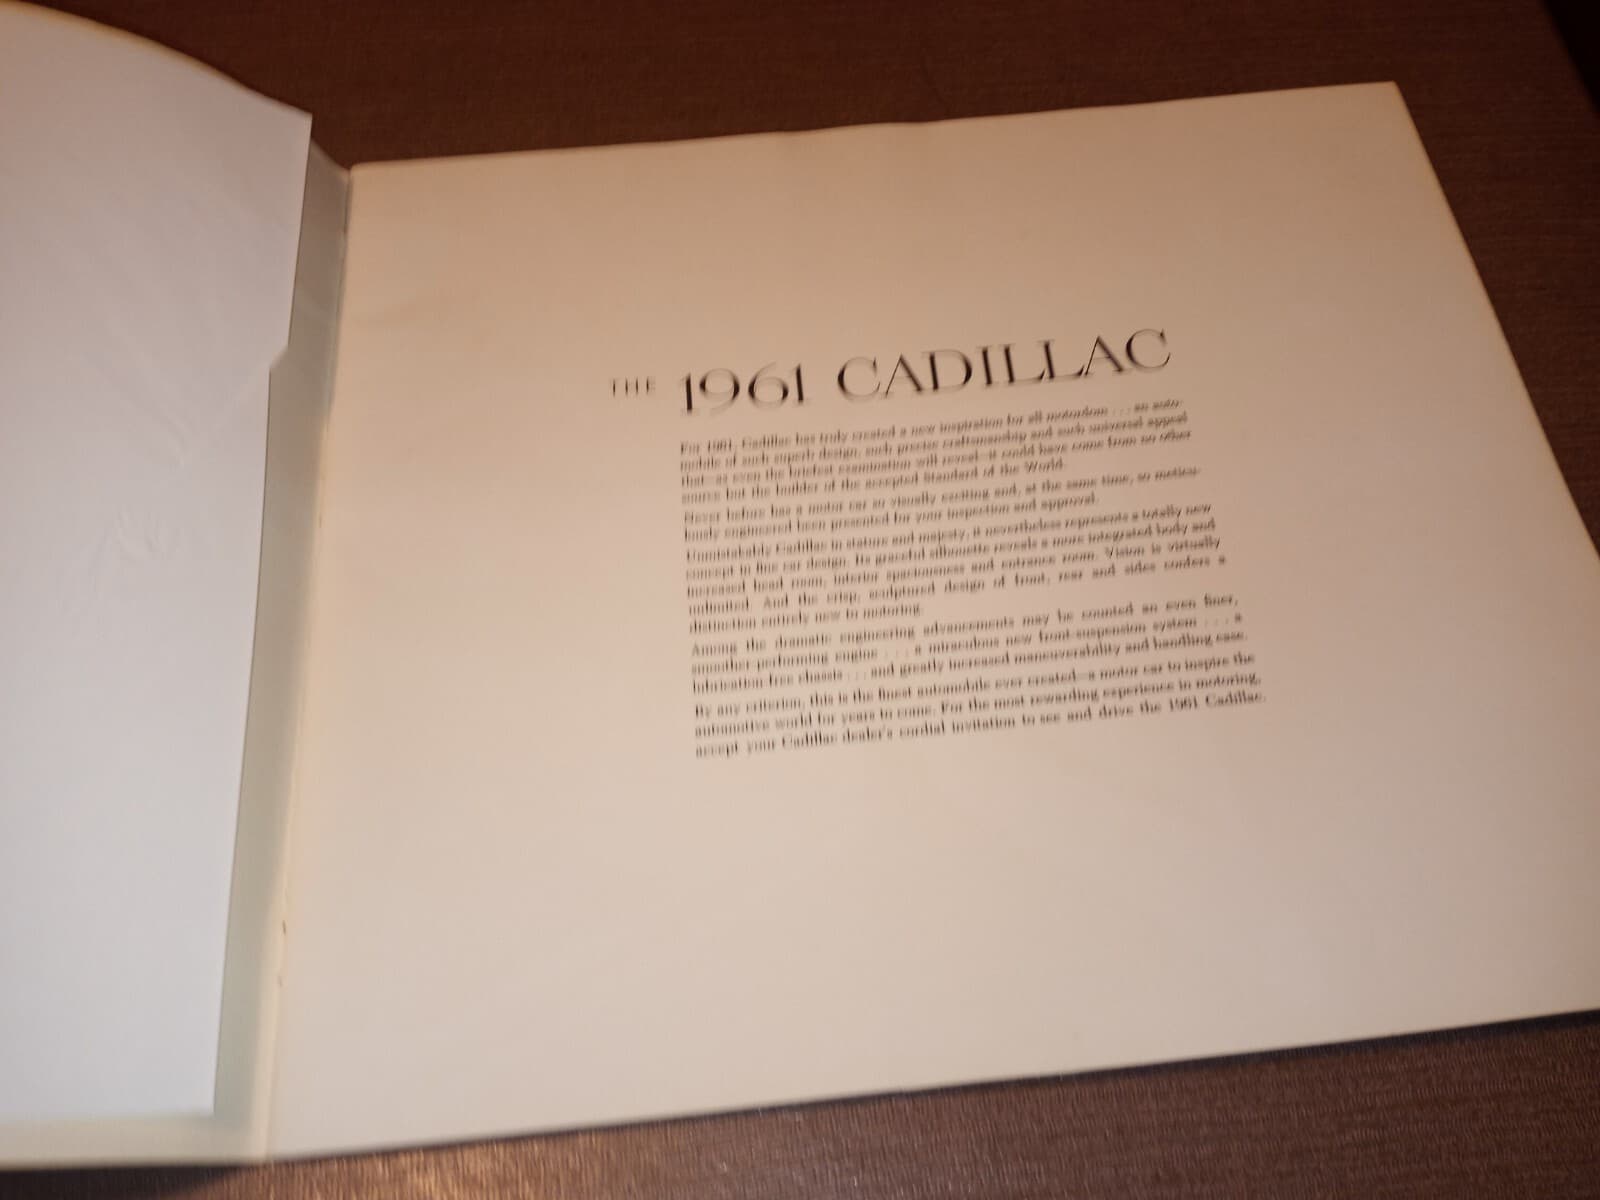 THE 1961 CADILLAC
For 1961, Cadillac has truly created a new inspiration for all motordom . . . an auto-
mobile of such superb design, such precise craftsmanship and such universal appeal
that—as even the briefest examination will reveal—it could have come from no other
source but the builder of the accepted Standard of the World.
Never before has a motor car so visually exciting and, at the same time, so meticu-
lously engineered been presented for your inspection and approval.
Unmistakably Cadillac in stature and majesty, it nevertheless represents a totally new
concept in fine car design. Its graceful silhouette reveals a more integrated body and
increased head room, interior spaciousness and entrance room. Vision is virtually
unlimited. And the crisp, sculptured design of front, rear and sides confers a
distinction entirely new to motoring.
Among the dramatic engineering advancements may be counted an even finer,
smoother-performing engine . . . a miraculous new front-suspension system . . . a
lubrication-free chassis . . . and greatly increased maneuverability and handling ease.
By any criterion, this is the finest automobile ever created—a motor car to inspire the
automotive world for years to come. For the most rewarding experience in motoring,
accept your Cadillac dealer's cordial invitation to see and drive the 1961 Cadillac.